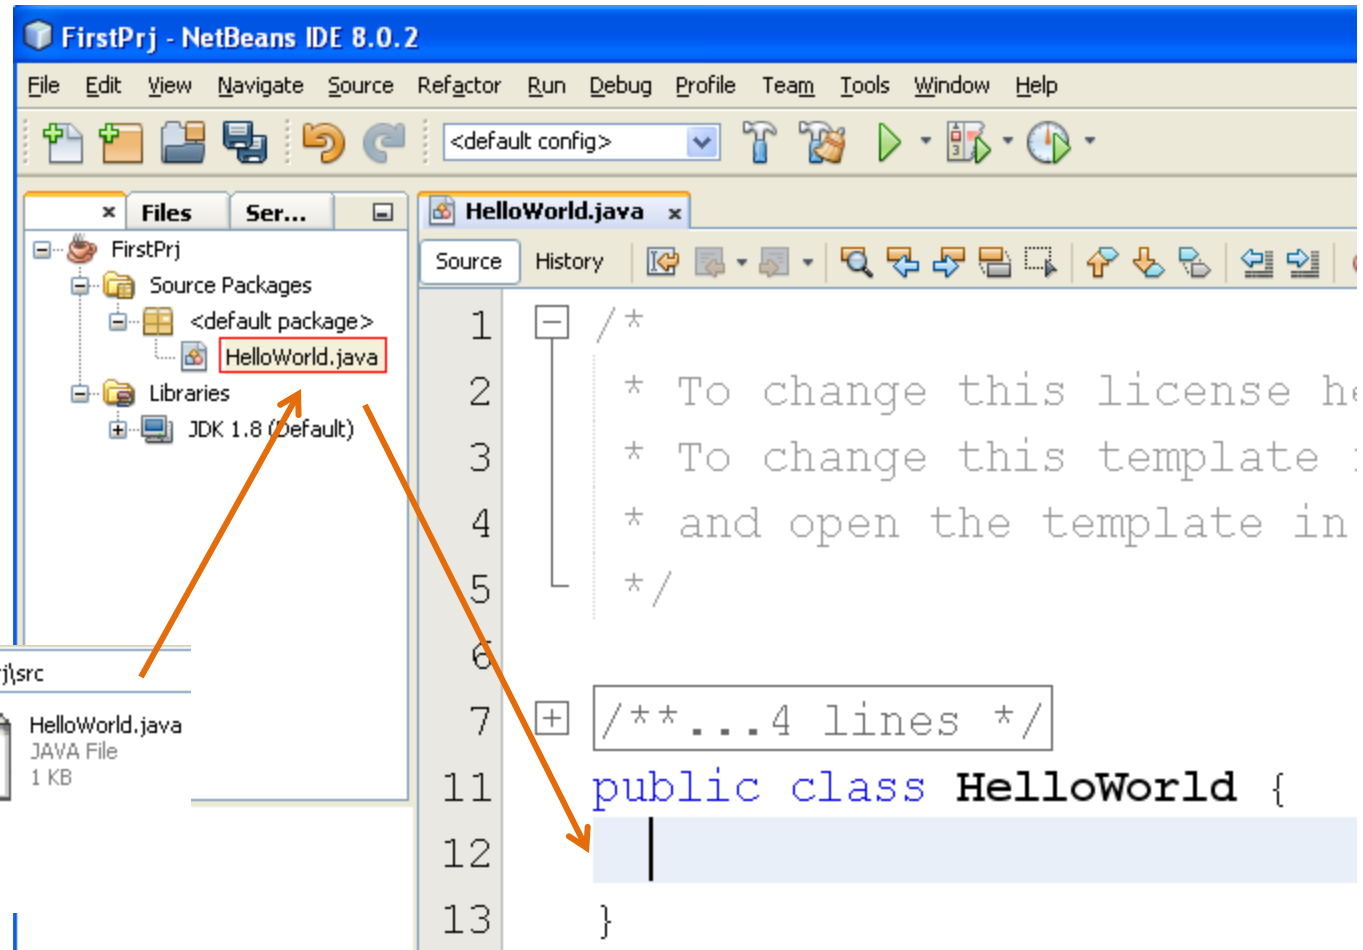 FirstPrj - NetBeans IDE 8.0.2
File Edit View Navigate Source Refactor Run Debug Profile Team Tools Window Help
<default config>
Files Ser...
HelloWorld.java
FirstPrj
Source Packages
<default package>
HelloWorld.java
Libraries
JDK 1.8 (Default)
Source History
1 /*
2 * To change this license he
3 * To change this template
4 * and open the template in
5 */
6
7 /**...4 lines */
11 public class HelloWorld {
12
13 }
j\src
HelloWorld.java
JAVA File
1 KB